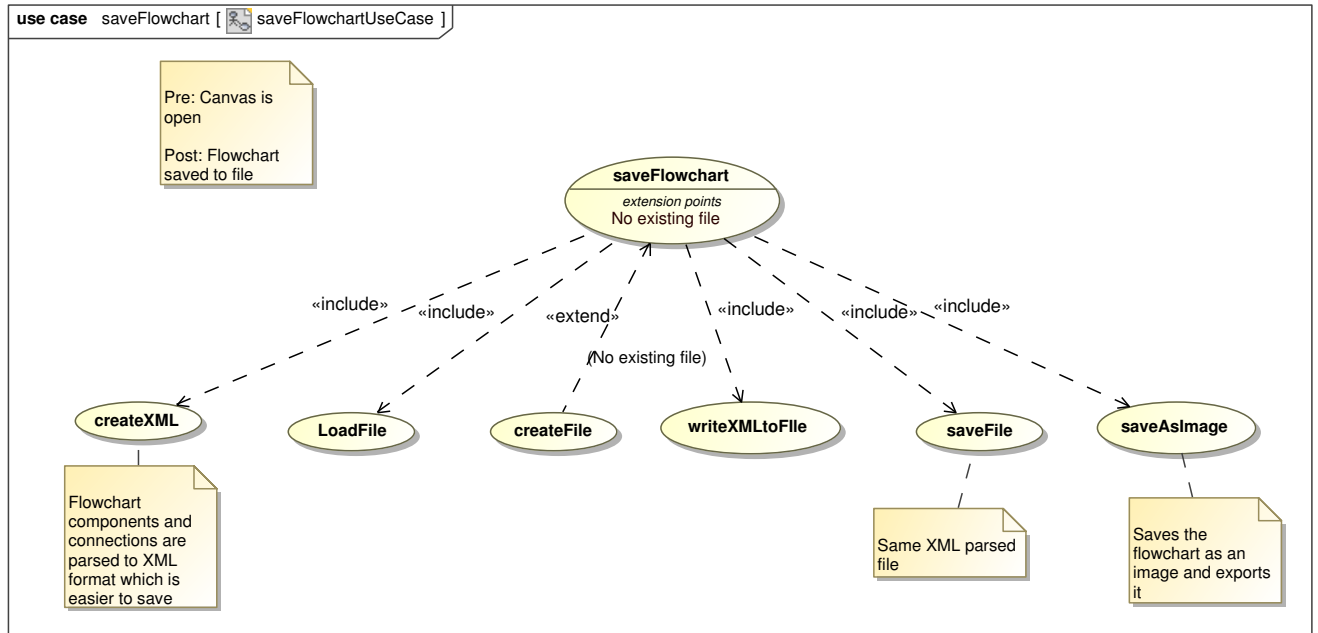 use case saveFlowchart [ saveFlowchartUseCase ]
Pre: Canvas is
open
Post: Flowchart
saved to file
saveFlowchart
extension points
No existing file
«include»
«include»
«extend»
(No existing file)
«include»
«include»
«include»
createXML
LoadFile
createFile
writeXMLtoFIle
saveFile
saveAsImage
Flowchart
components and
connections are
parsed to XML
format which is
easier to save
Same XML parsed
file
Saves the
flowchart as an
image and exports
it